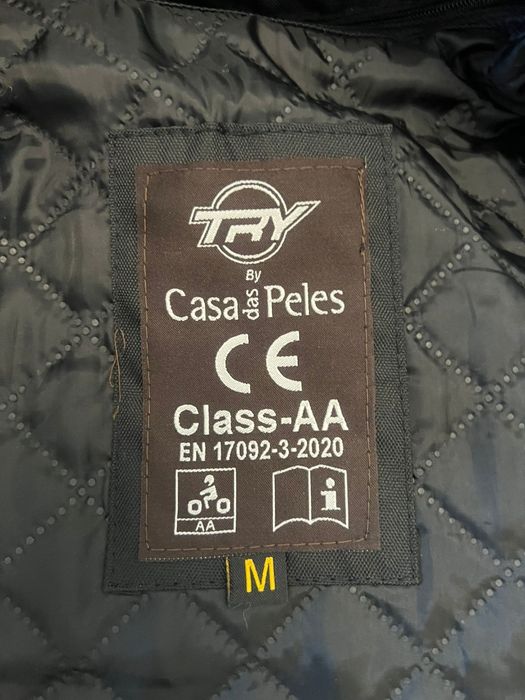 TRY
By
Casa das Peles
CE
Class-AA
EN 17092-3-2020
AA
i
M